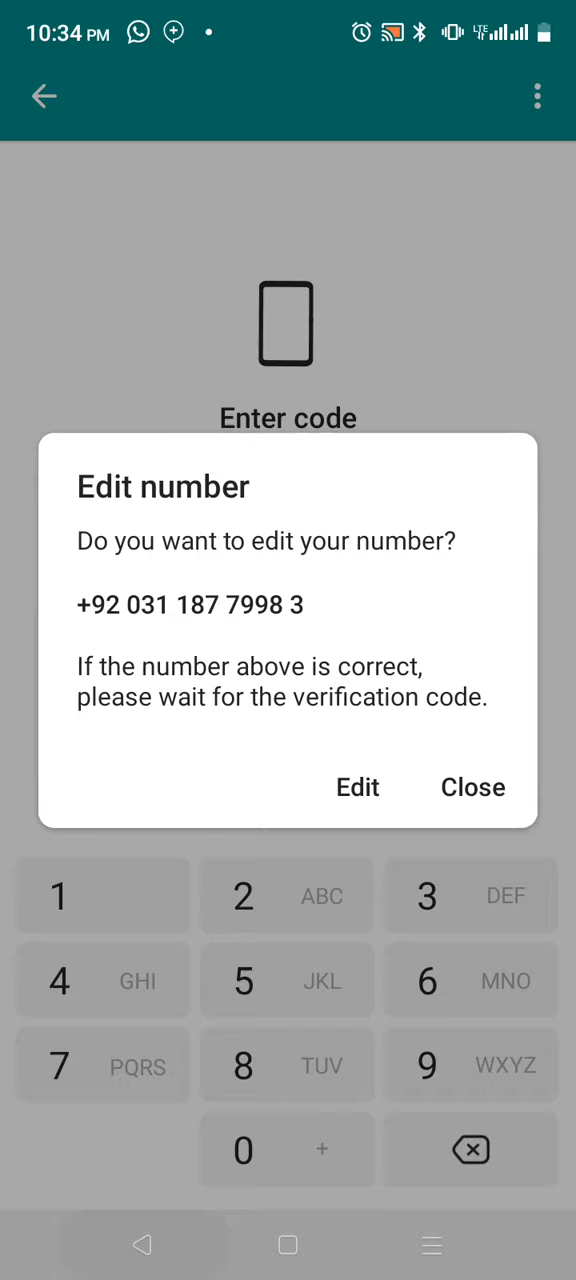 10:34 PM
LTE
Enter code
Edit number
Do you want to edit your number?
+92 031 187 7998 3
If the number above is correct,
please wait for the verification code.
Edit Close
1 2 ABC 3 DEF
4 GHI 5 JKL 6 MNO
7 PQRS 8 TUV 9 WXYZ
0 +